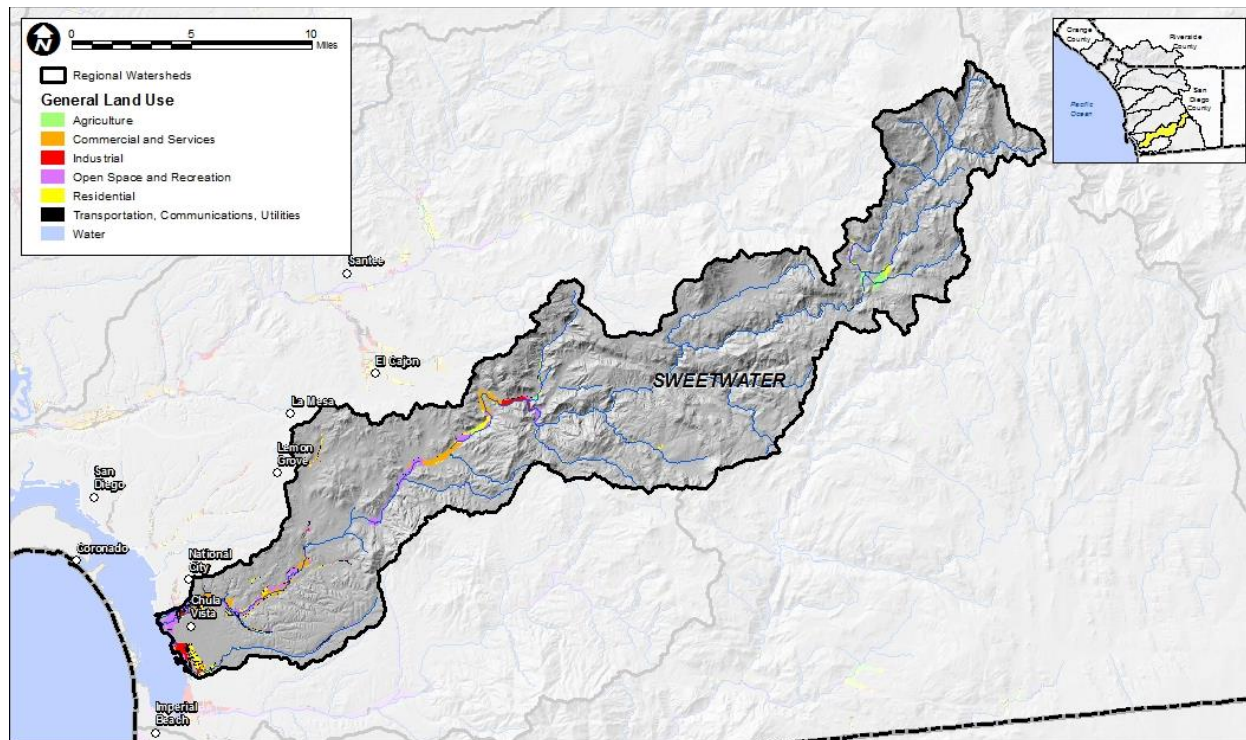 N
0 5 10
Miles
Regional Watersheds
General Land Use
Agriculture
Commercial and Services
Industrial
Open Space and Recreation
Residential
Transportation, Communications, Utilities
Water
Orange
County
Riverside
County
San
Diego
County
Pacific
Ocean
Santee
El Cajon
SWEETWATER
La Mesa
Lemon
Grove
San
Diego
Coronado
National
City
Chula
Vista
Imperial
Beach